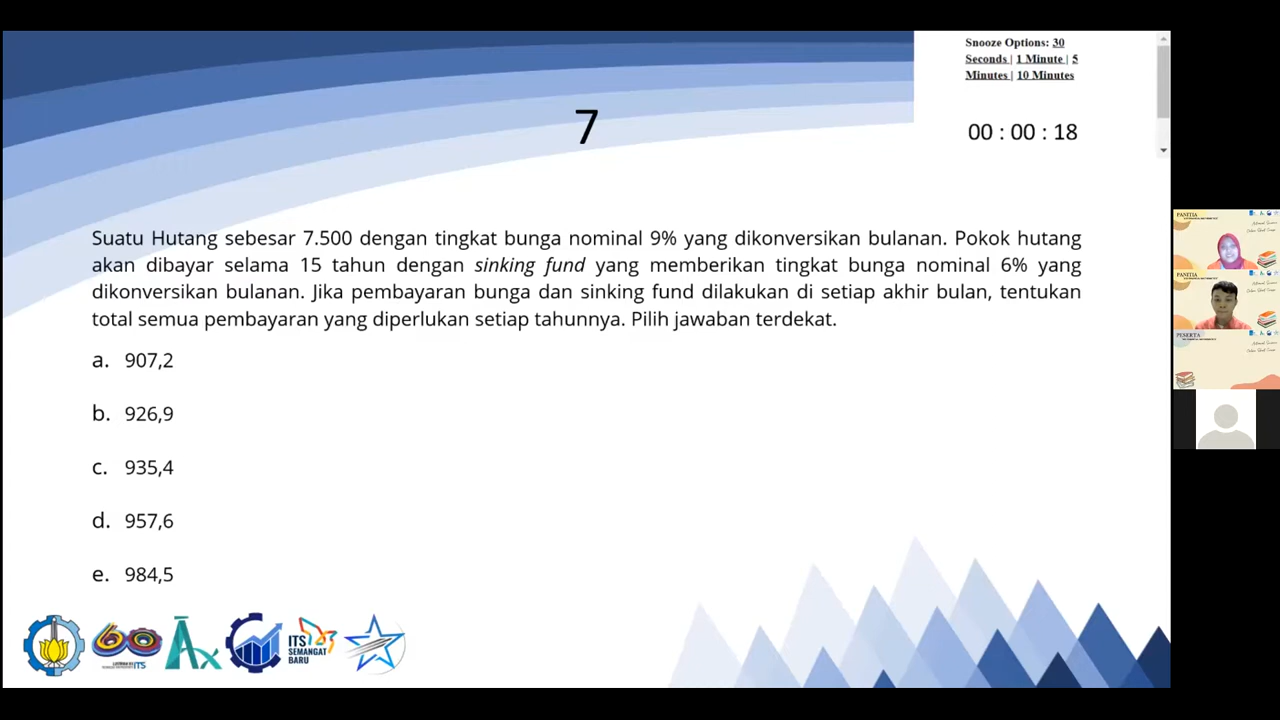 Snooze Options: 30
Seconds | 1 Minute | 5
Minutes | 10 Minutes
00 : 00 : 18
7
Suatu Hutang sebesar 7.500 dengan tingkat bunga nominal 9% yang dikonversikan bulanan. Pokok hutang
akan dibayar selama 15 tahun dengan sinking fund yang memberikan tingkat bunga nominal 6% yang
dikonversikan bulanan. Jika pembayaran bunga dan sinking fund dilakukan di setiap akhir bulan, tentukan
total semua pembayaran yang diperlukan setiap tahunnya. Pilih jawaban terdekat.
a. 907,2
b. 926,9
c. 935,4
d. 957,6
e. 984,5
ITS
SEMANGAT
BARU
PANITIA
PANITIA
PESERTA